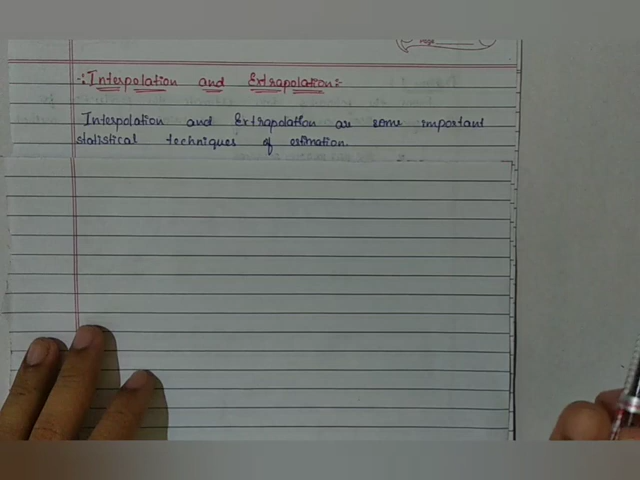 -: Interpolation and Extrapolation:-
Interpolation and Extrapolation are some important
statistical techniques of estimation.